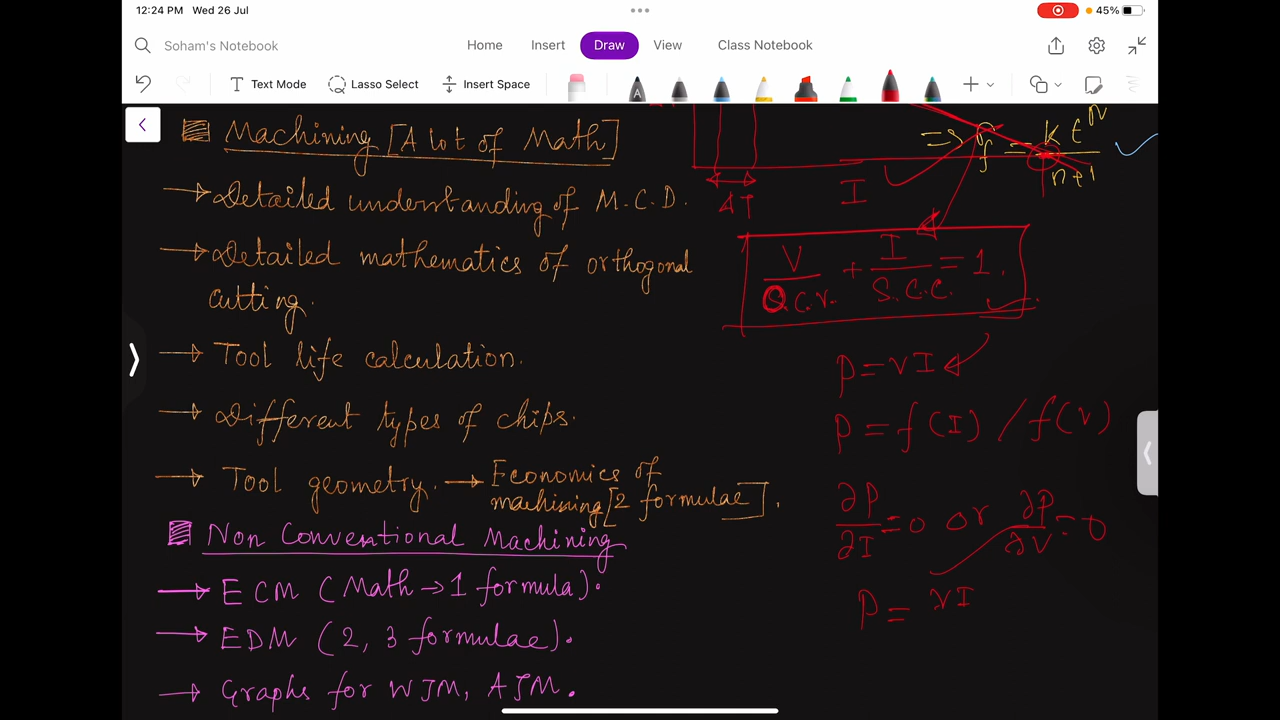 12:24 PM Wed 26 Jul
45%
Soham's Notebook
Home Insert Draw View Class Notebook
Text Mode Lasso Select Insert Space
Machining [A lot of Math]
→ Detailed understanding of M.C.D.
→ Detailed mathematics of orthogonal
cutting.
→ Tool life calculation.
→ Different types of chips.
→ Tool geometry. → Economics of
machining [2 formulae].
Non Conventional Machining
→ ECM (Math → 1 formula).
→ EDM (2, 3 formulae).
→ Graphs for WJM, AJM.
I
V/O.C.V. + I/S.C.C. = 1.
P = VI
P = f(I) / f(V)
∂P/∂I = 0 or ∂P/∂V = 0
P = VI